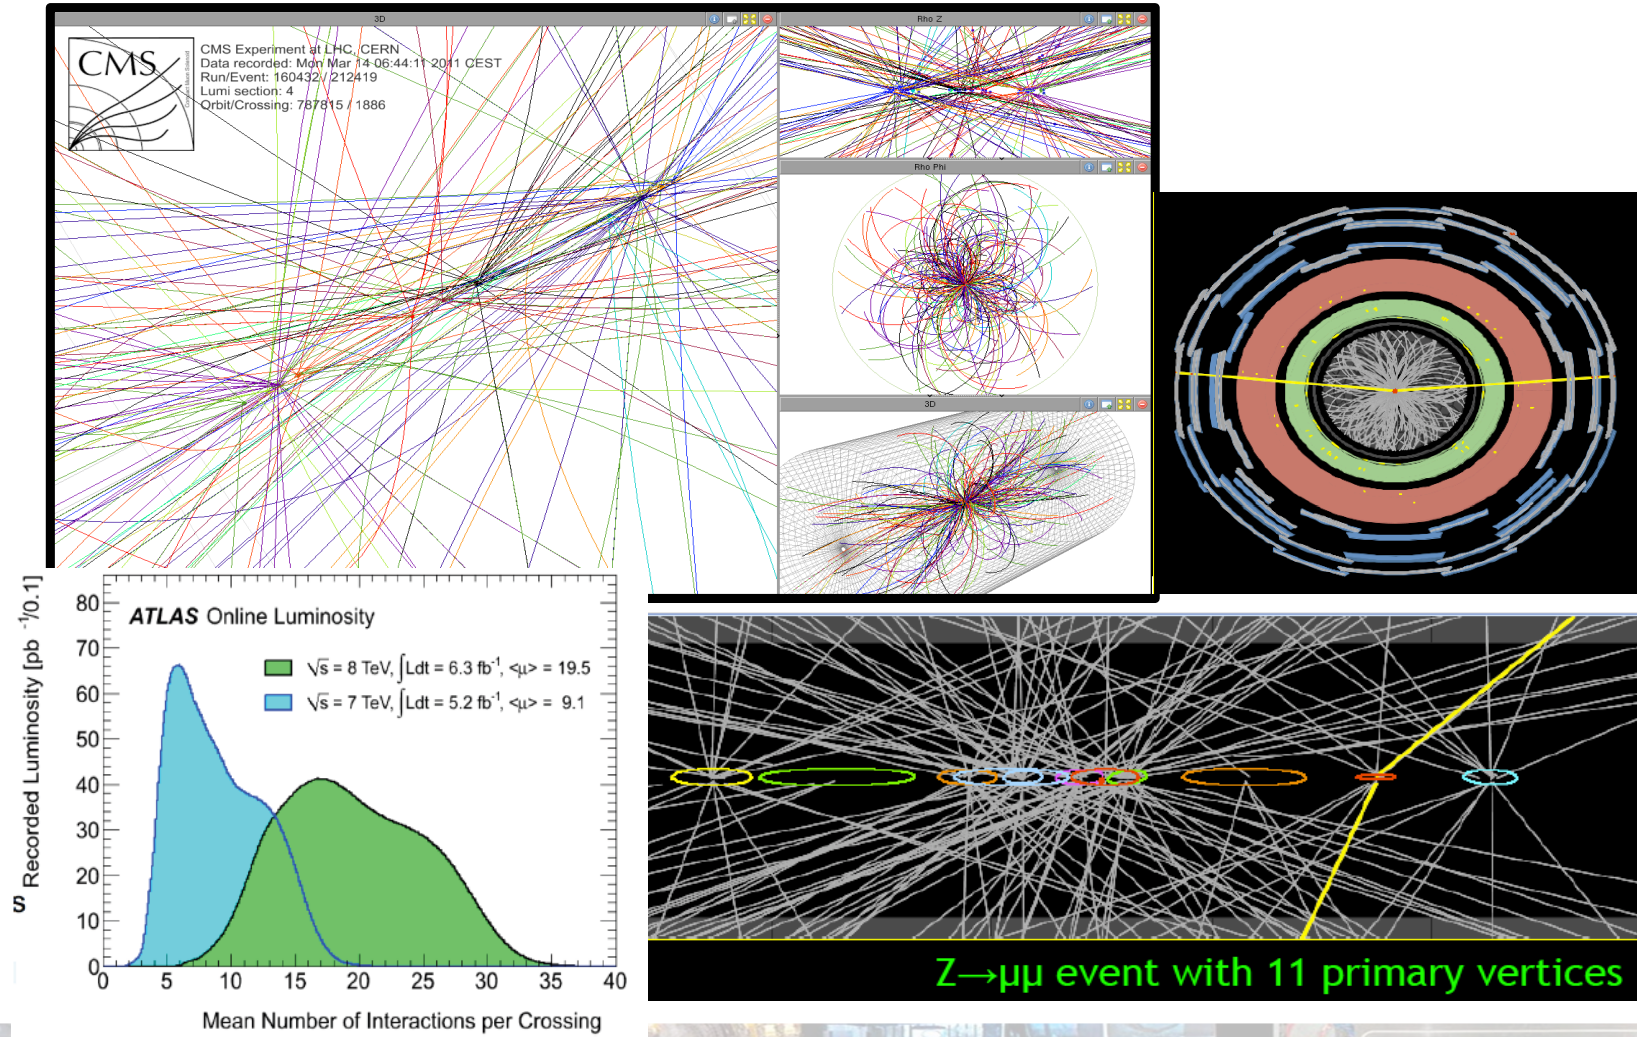 3D
CMS
CMS Experiment at LHC, CERN
Data recorded: Mon Mar 14 06:44:11 2011 CEST
Run/Event: 160432 / 212419
Lumi section: 4
Orbit/Crossing: 787815 / 1886
Rho Z
Rho Phi
3D
ATLAS Online Luminosity
√s = 8 TeV, ∫Ldt = 6.3 fb⁻¹, <μ> = 19.5
√s = 7 TeV, ∫Ldt = 5.2 fb⁻¹, <μ> = 9.1
Recorded Luminosity [pb⁻¹/0.1]
S
80
70
60
50
40
30
20
10
0
0 5 10 15 20 25 30 35 40
Mean Number of Interactions per Crossing
Z→μμ event with 11 primary vertices